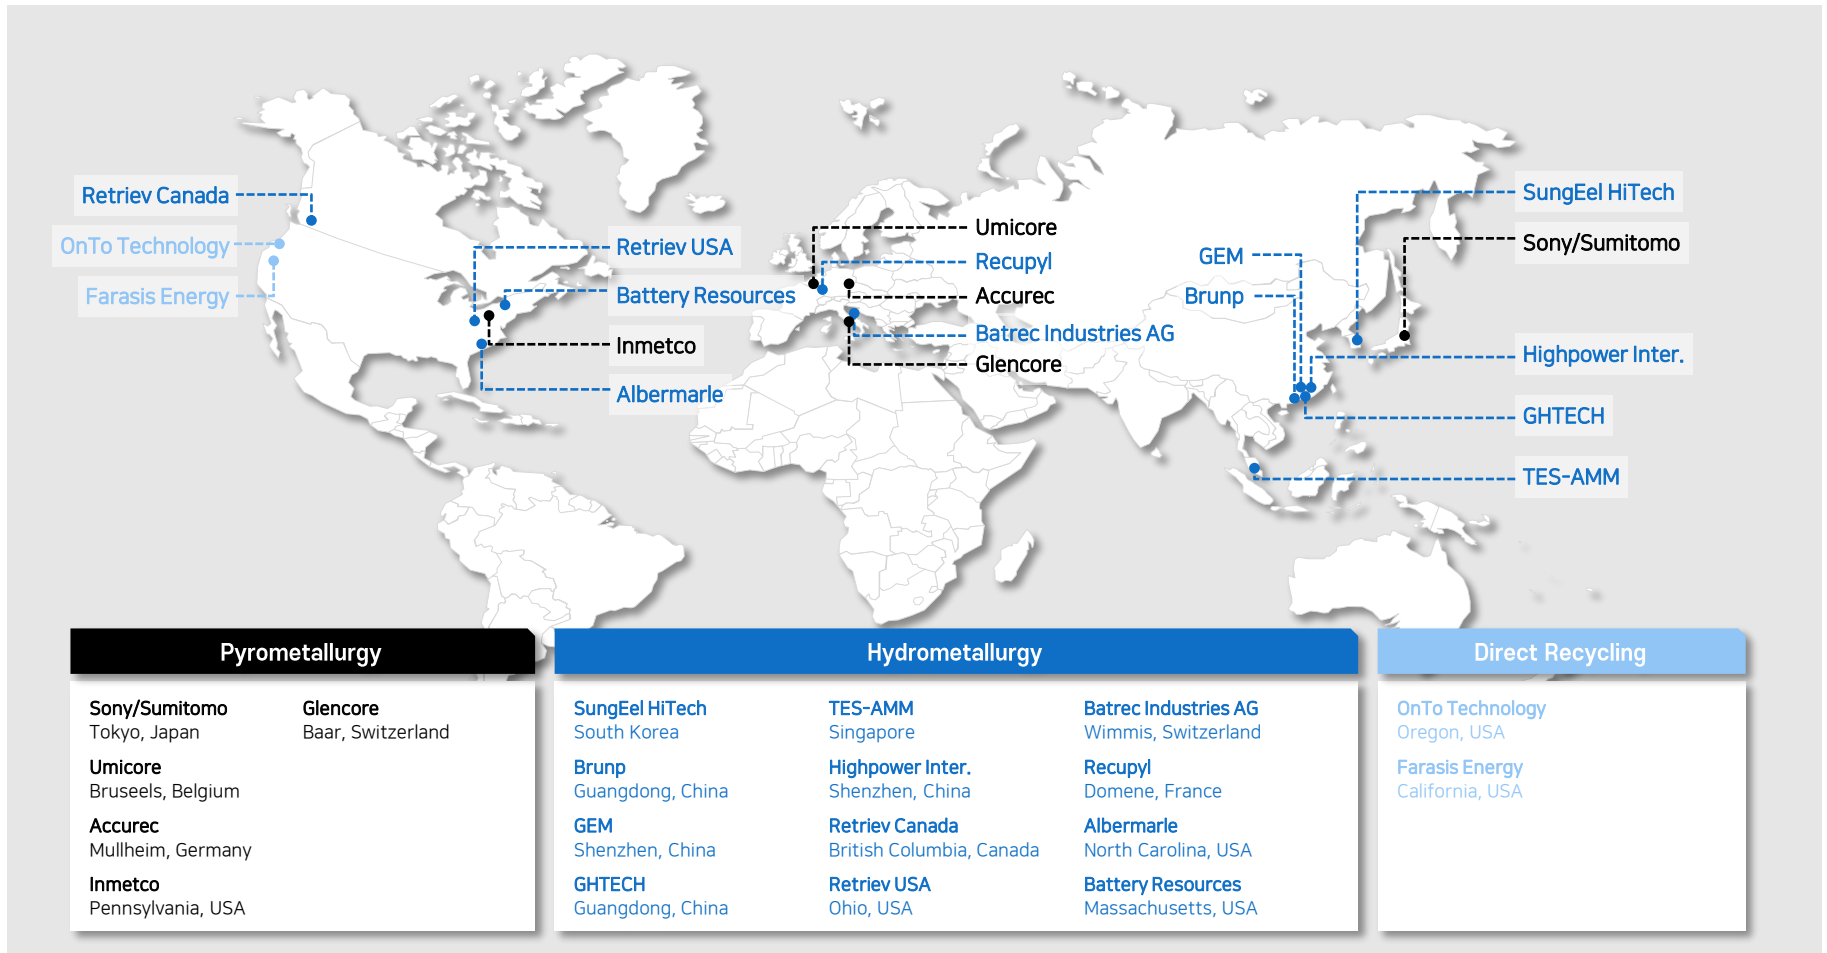 Retriev Canada
OnTo Technology
Farasis Energy
Retriev USA
Battery Resources
Inmetco
Albermarle
Umicore
Recupyl
Accurec
Batrec Industries AG
Glencore
GEM
Brunp
SungEel HiTech
Sony/Sumitomo
Highpower Inter.
GHTECH
TES-AMM
Pyrometallurgy
Sony/Sumitomo
Tokyo, Japan
Umicore
Bruseels, Belgium
Accurec
Mullheim, Germany
Inmetco
Pennsylvania, USA
Glencore
Baar, Switzerland
Hydrometallurgy
SungEel HiTech
South Korea
Brunp
Guangdong, China
GEM
Shenzhen, China
GHTECH
Guangdong, China
TES-AMM
Singapore
Highpower Inter.
Shenzhen, China
Retriev Canada
British Columbia, Canada
Retriev USA
Ohio, USA
Batrec Industries AG
Wimmis, Switzerland
Recupyl
Domene, France
Albermarle
North Carolina, USA
Battery Resources
Massachusetts, USA
Direct Recycling
OnTo Technology
Oregon, USA
Farasis Energy
California, USA